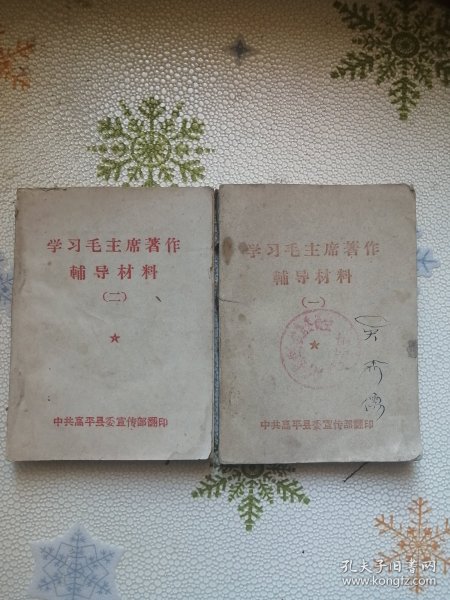 学习毛主席著作
輔导材料
(二)
中共高平县委宣传部翻印
学习毛主席著作
輔导材料
(一)
中共高平县委宣传部翻印
孔夫子旧书网
www.kongfz.com